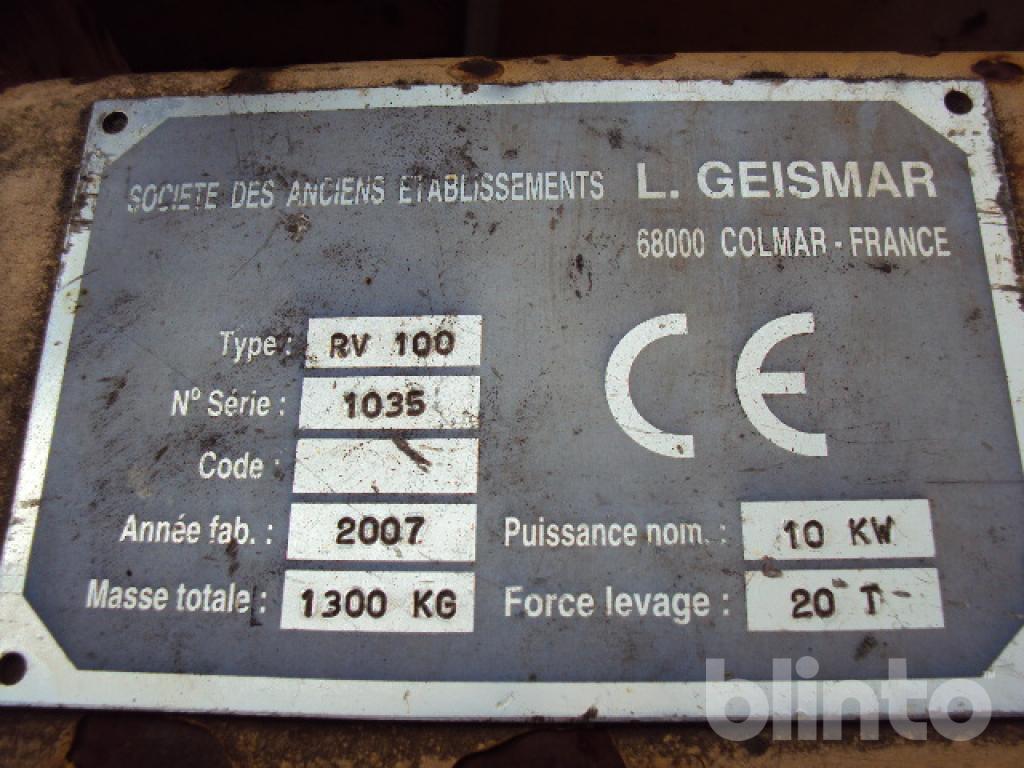 SOCIETE DES ANCIENS ETABLISSEMENTS L. GEISMAR
68000 COLMAR - FRANCE
Type : RV 100
N° Série : 1035
CE
Code :
Année fab. : 2007 Puissance nom. : 10 KW
Masse totale : 1300 KG Force levage : 20 T
blinto